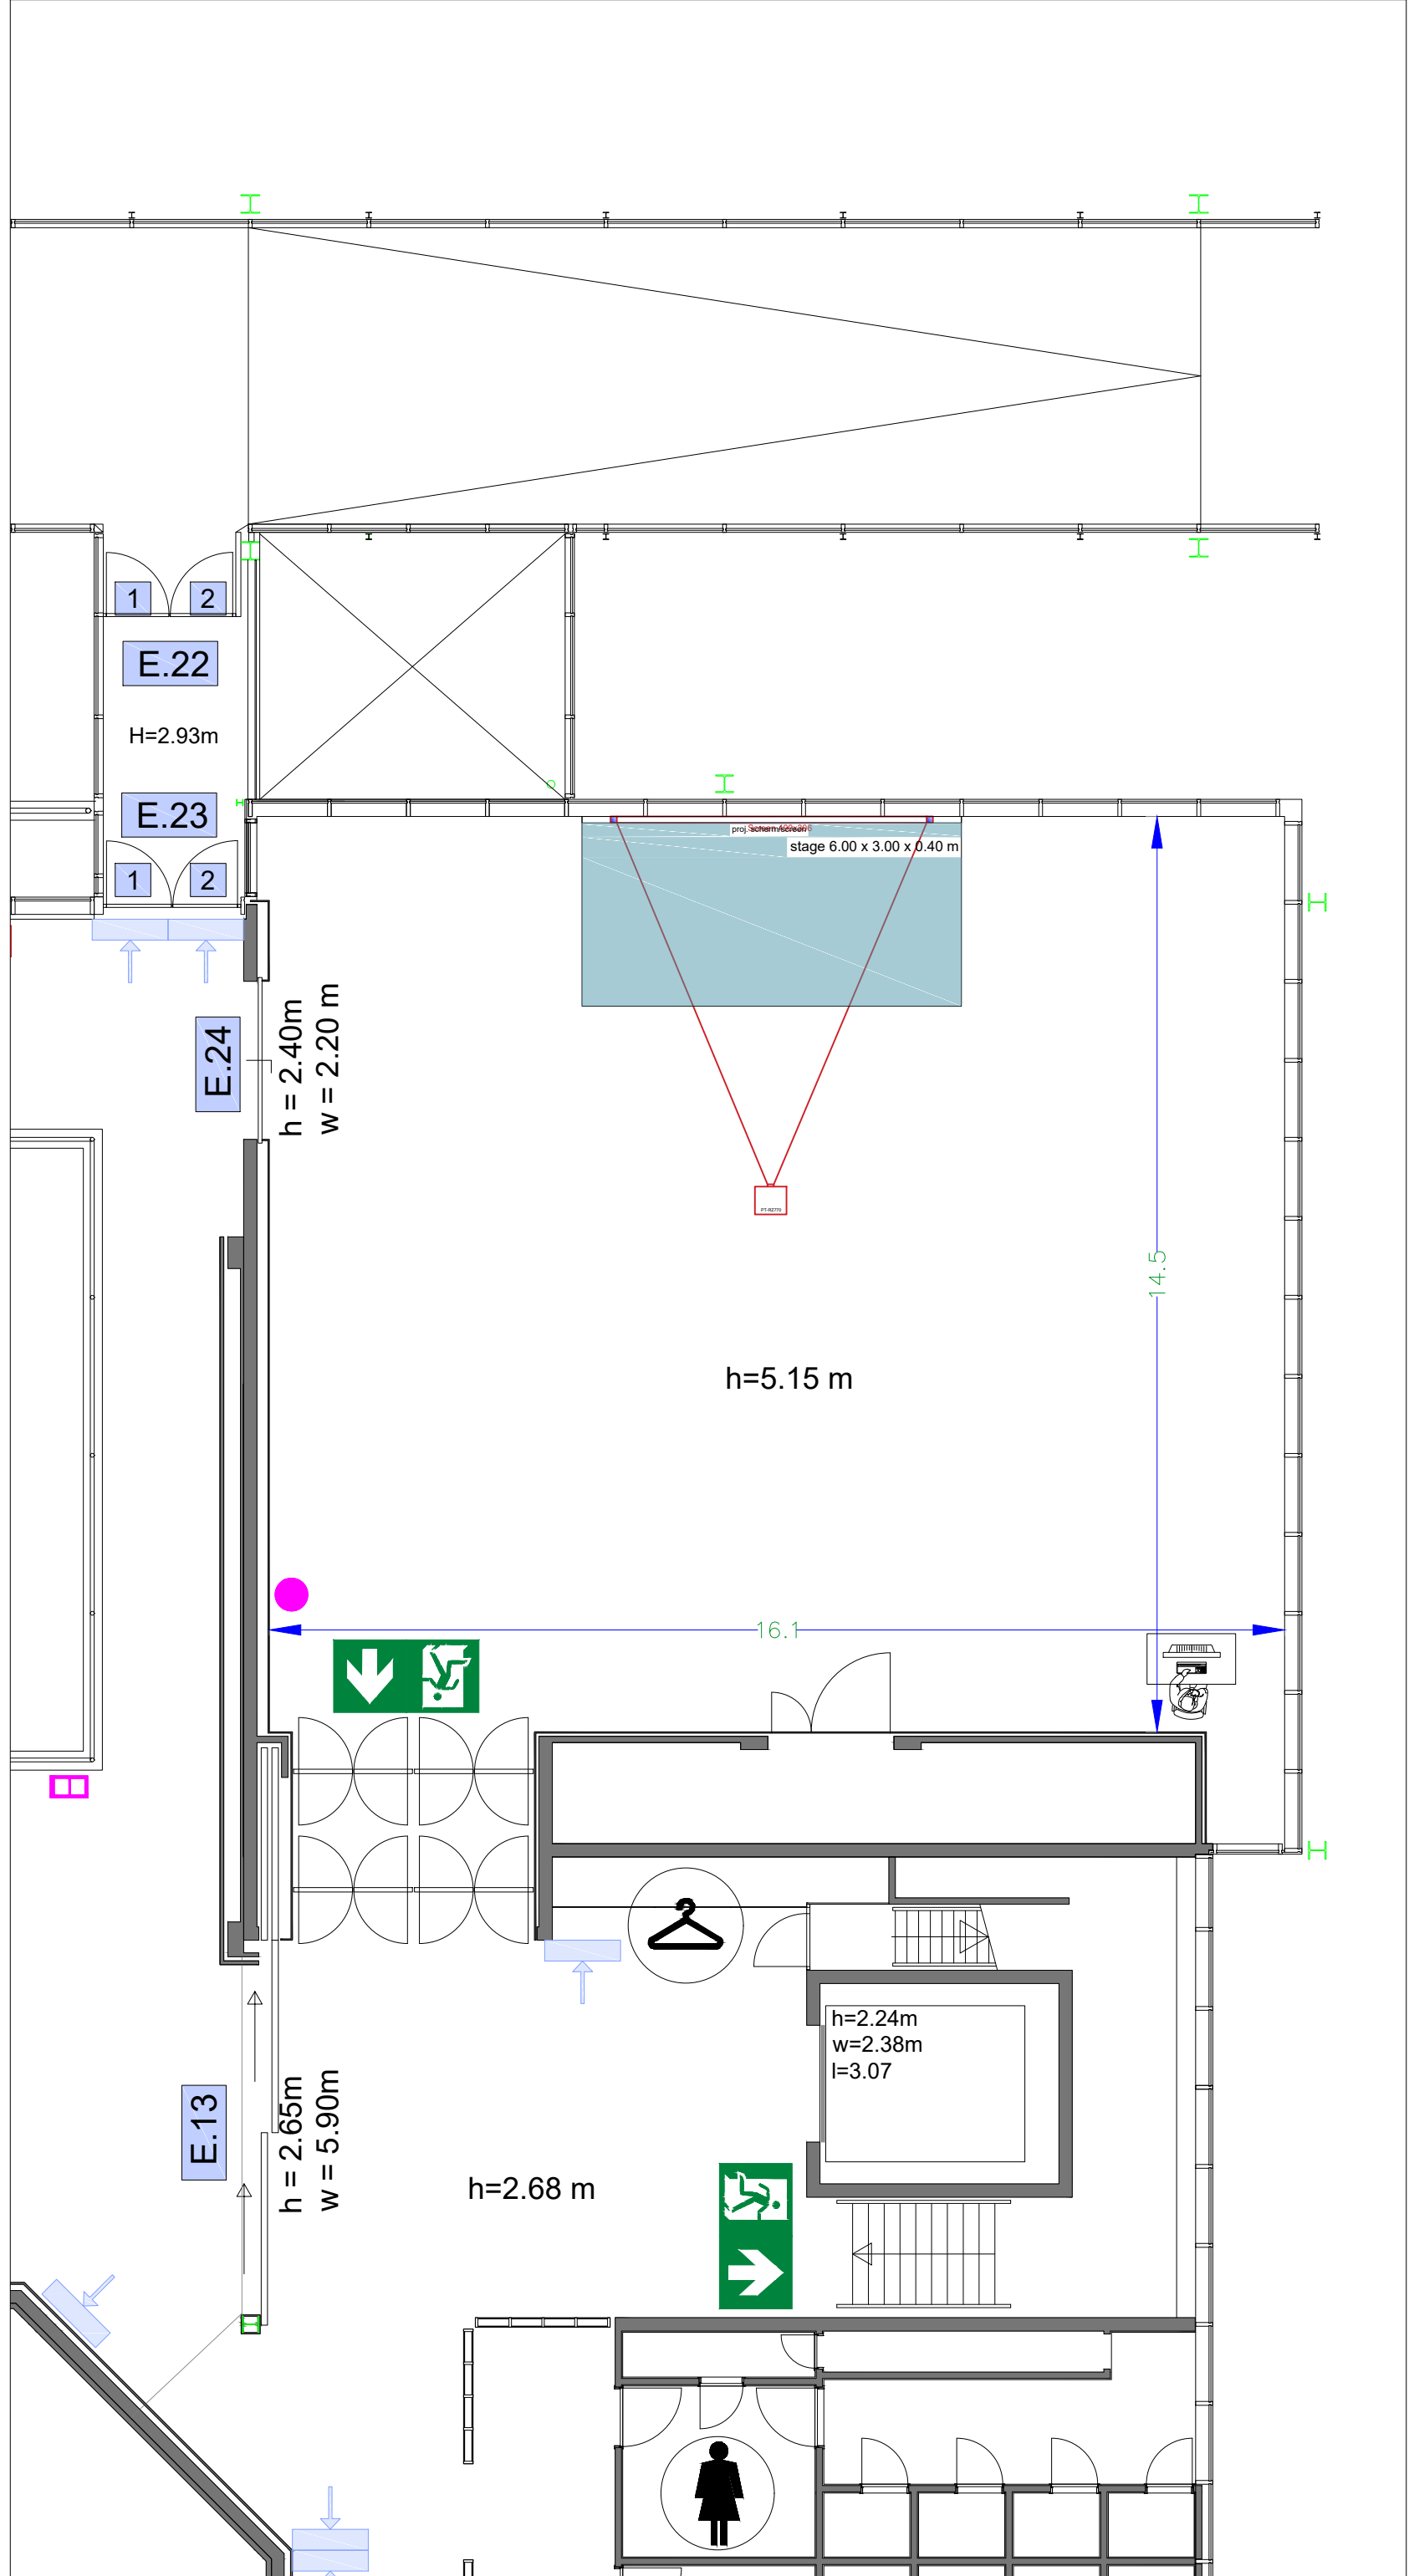 1
2
E.22
H=2.93m
E.23
1
2
proj. scherm/screen
stage 6.00 x 3.00 x 0.40 m
E.24
h = 2.40m
w = 2.20 m
PT-RZ770
14.5
h=5.15 m
16.1
h=2.24m
w=2.38m
l=3.07
E.13
h = 2.65m
w = 5.90m
h=2.68 m